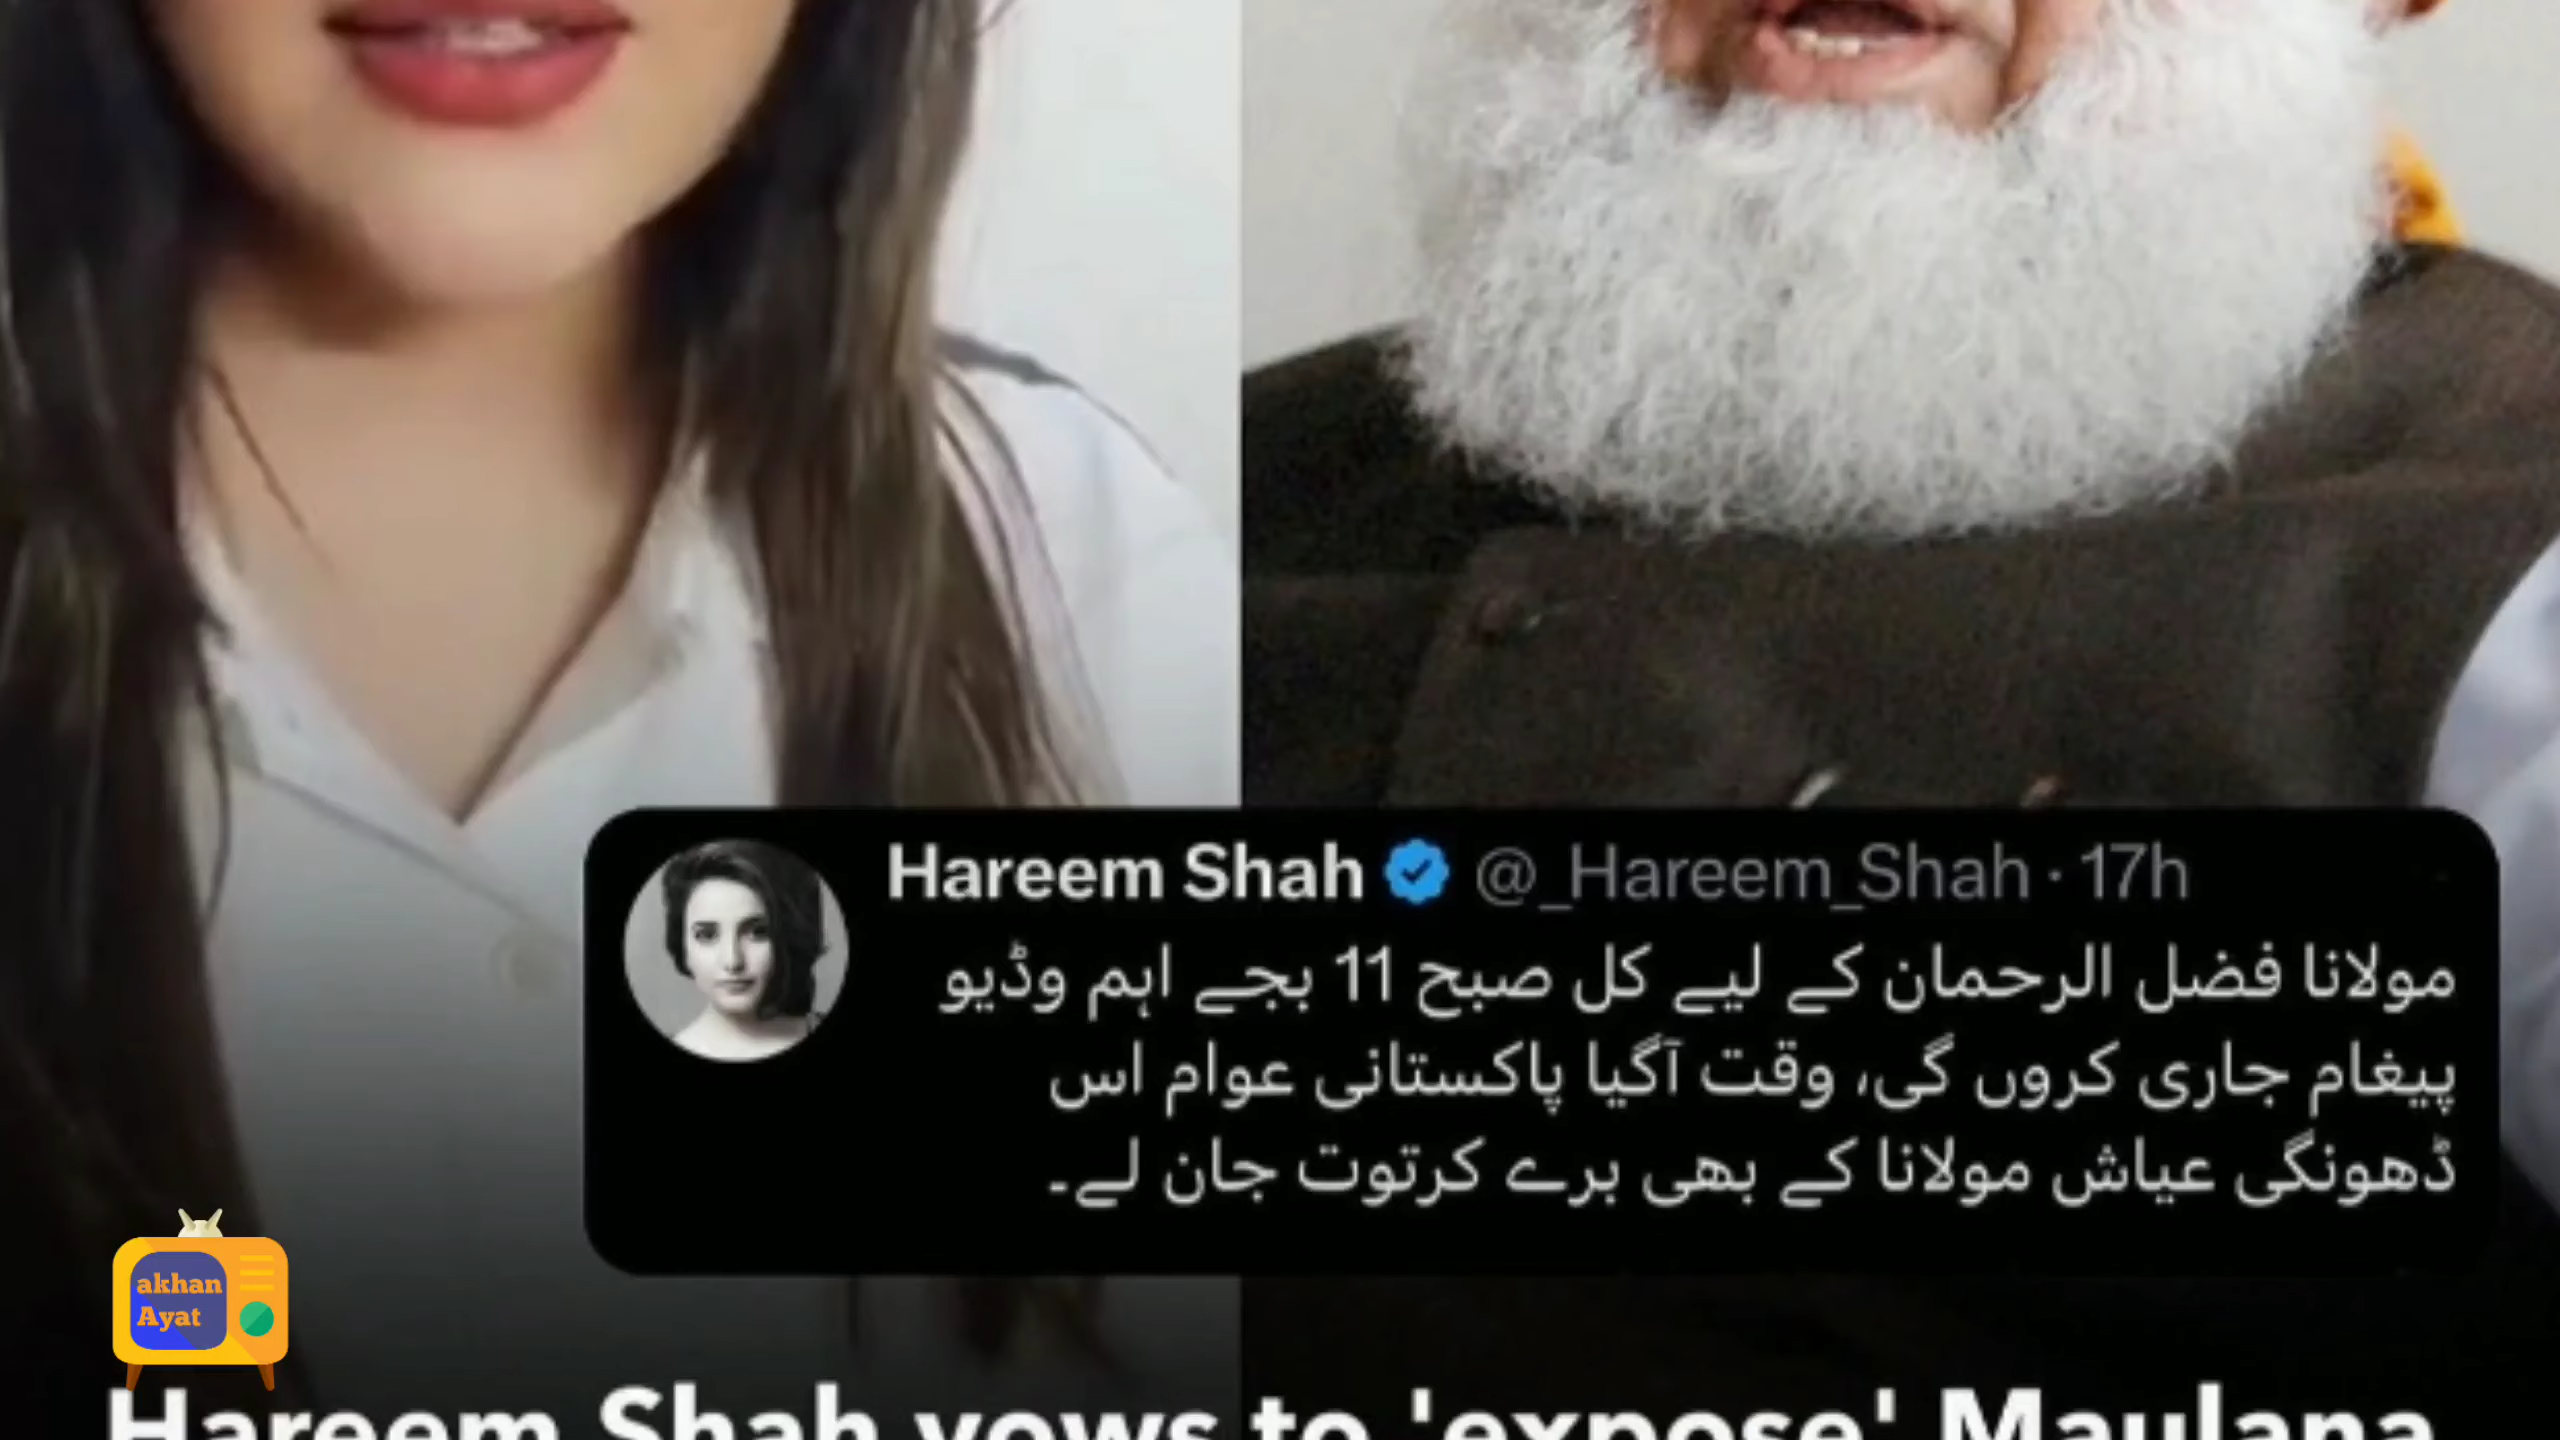 Hareem Shah @_Hareem_Shah · 17h
مولانا فضل الرحمان کے لیے کل صبح 11 بجے اہم وڈیو
پیغام جاری کروں گی، وقت آگیا پاکستانی عوام اس
ڈھونگی عیاش مولانا کے بھی برے کرتوت جان لے۔
akhan
Ayat
Hareem Shah vows to 'expose' Maulana